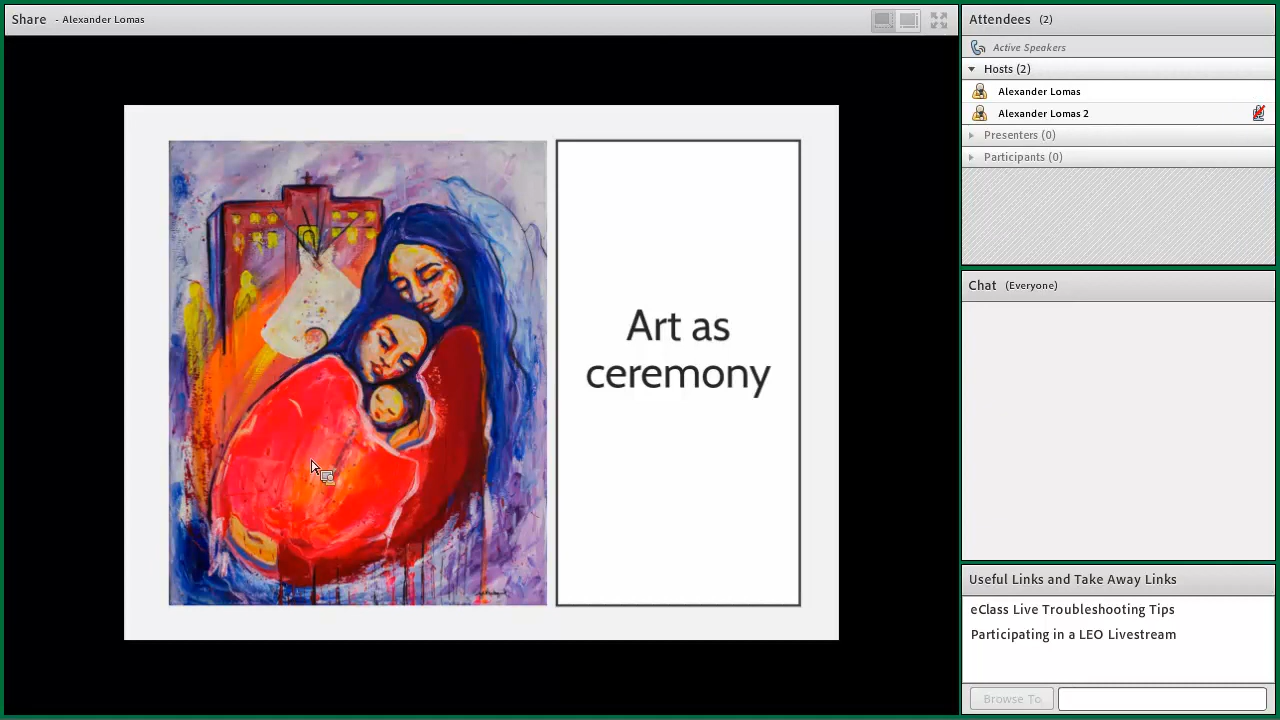 Share - Alexander Lomas
Art as
ceremony
Attendees (2)
Active Speakers
Hosts (2)
Alexander Lomas
Alexander Lomas 2
Presenters (0)
Participants (0)
Chat (Everyone)
Useful Links and Take Away Links
eClass Live Troubleshooting Tips
Participating in a LEO Livestream
Browse To